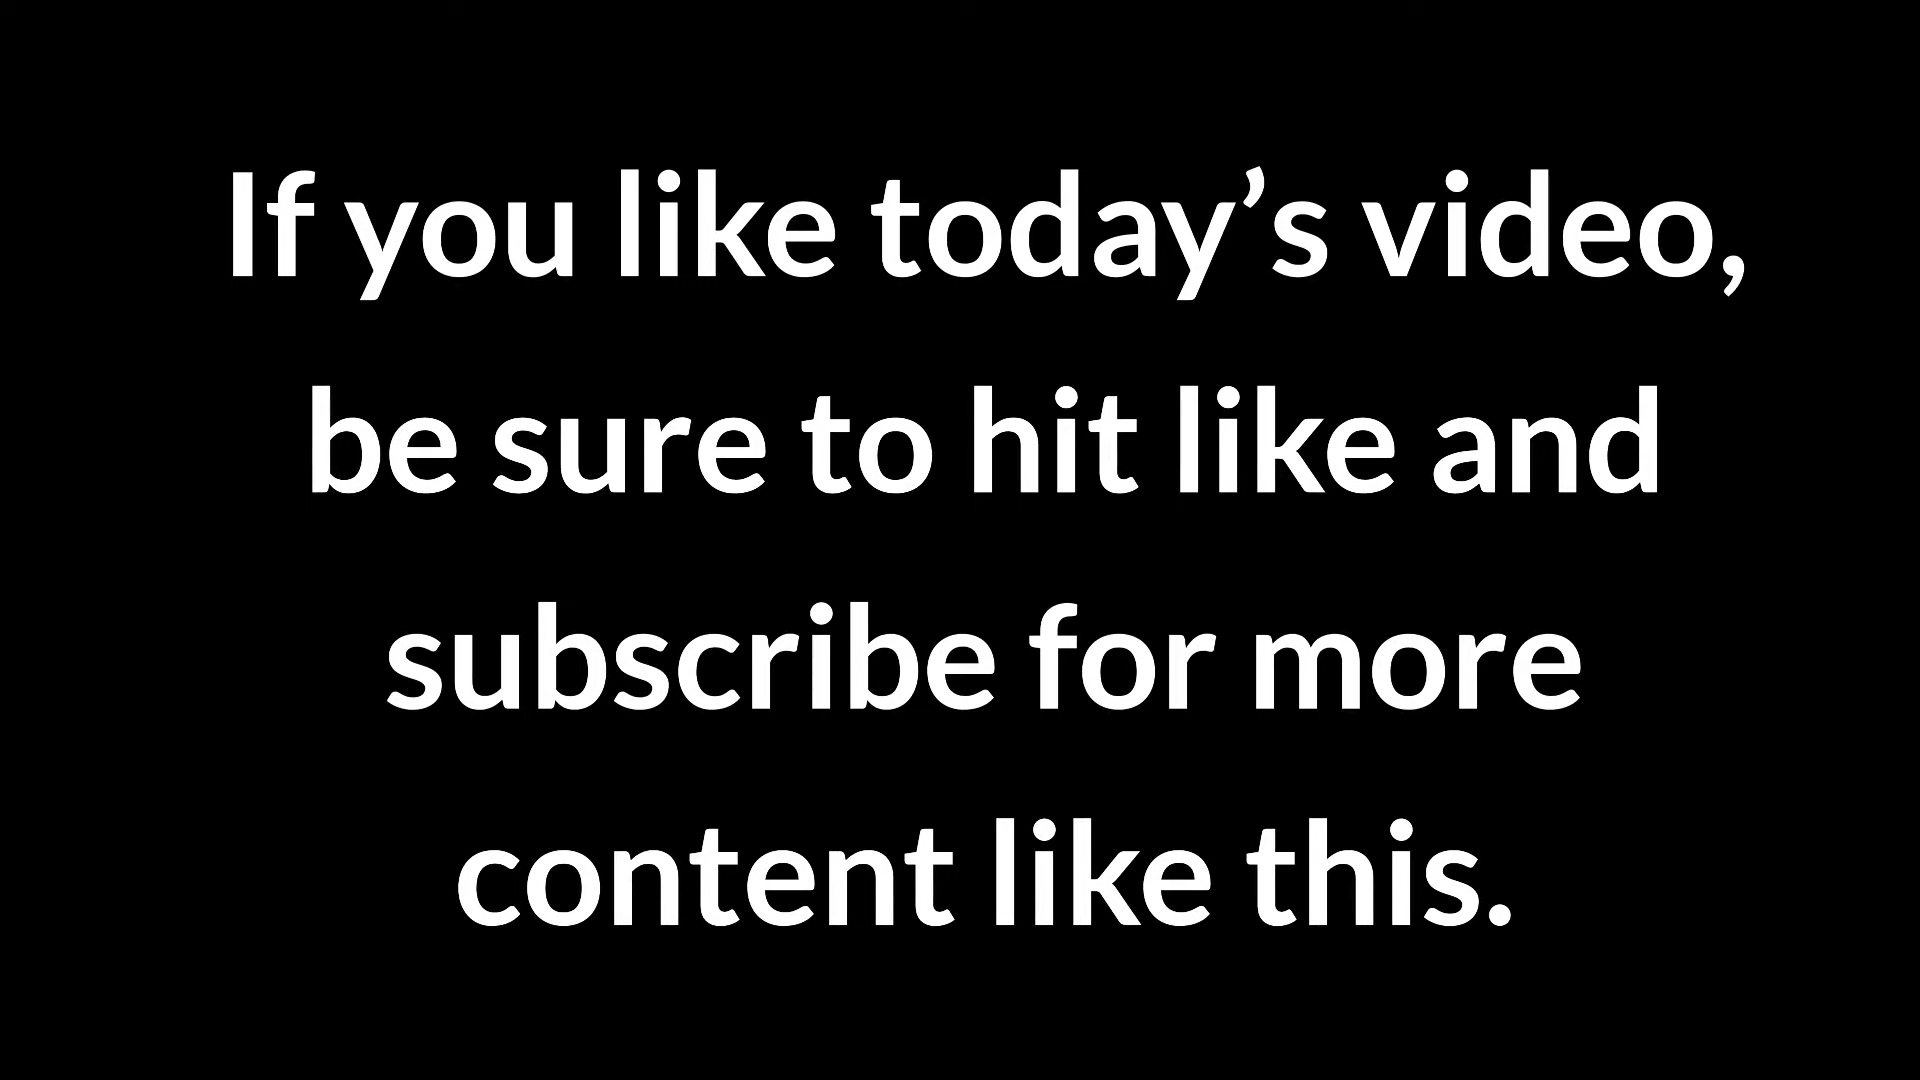 If you like today’s video,
be sure to hit like and
subscribe for more
content like this.